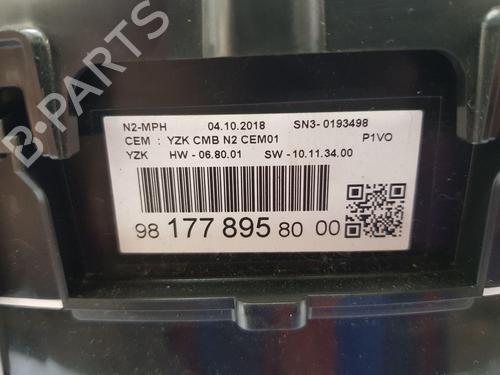 B-PARTS
N2-MPH 04.10.2018 SN3- 0193498
CEM : YZK CMB N2 CEM01 P1VO
YZK HW - 06.80.01 SW - 10.11.34.00
98 177 895 80 00